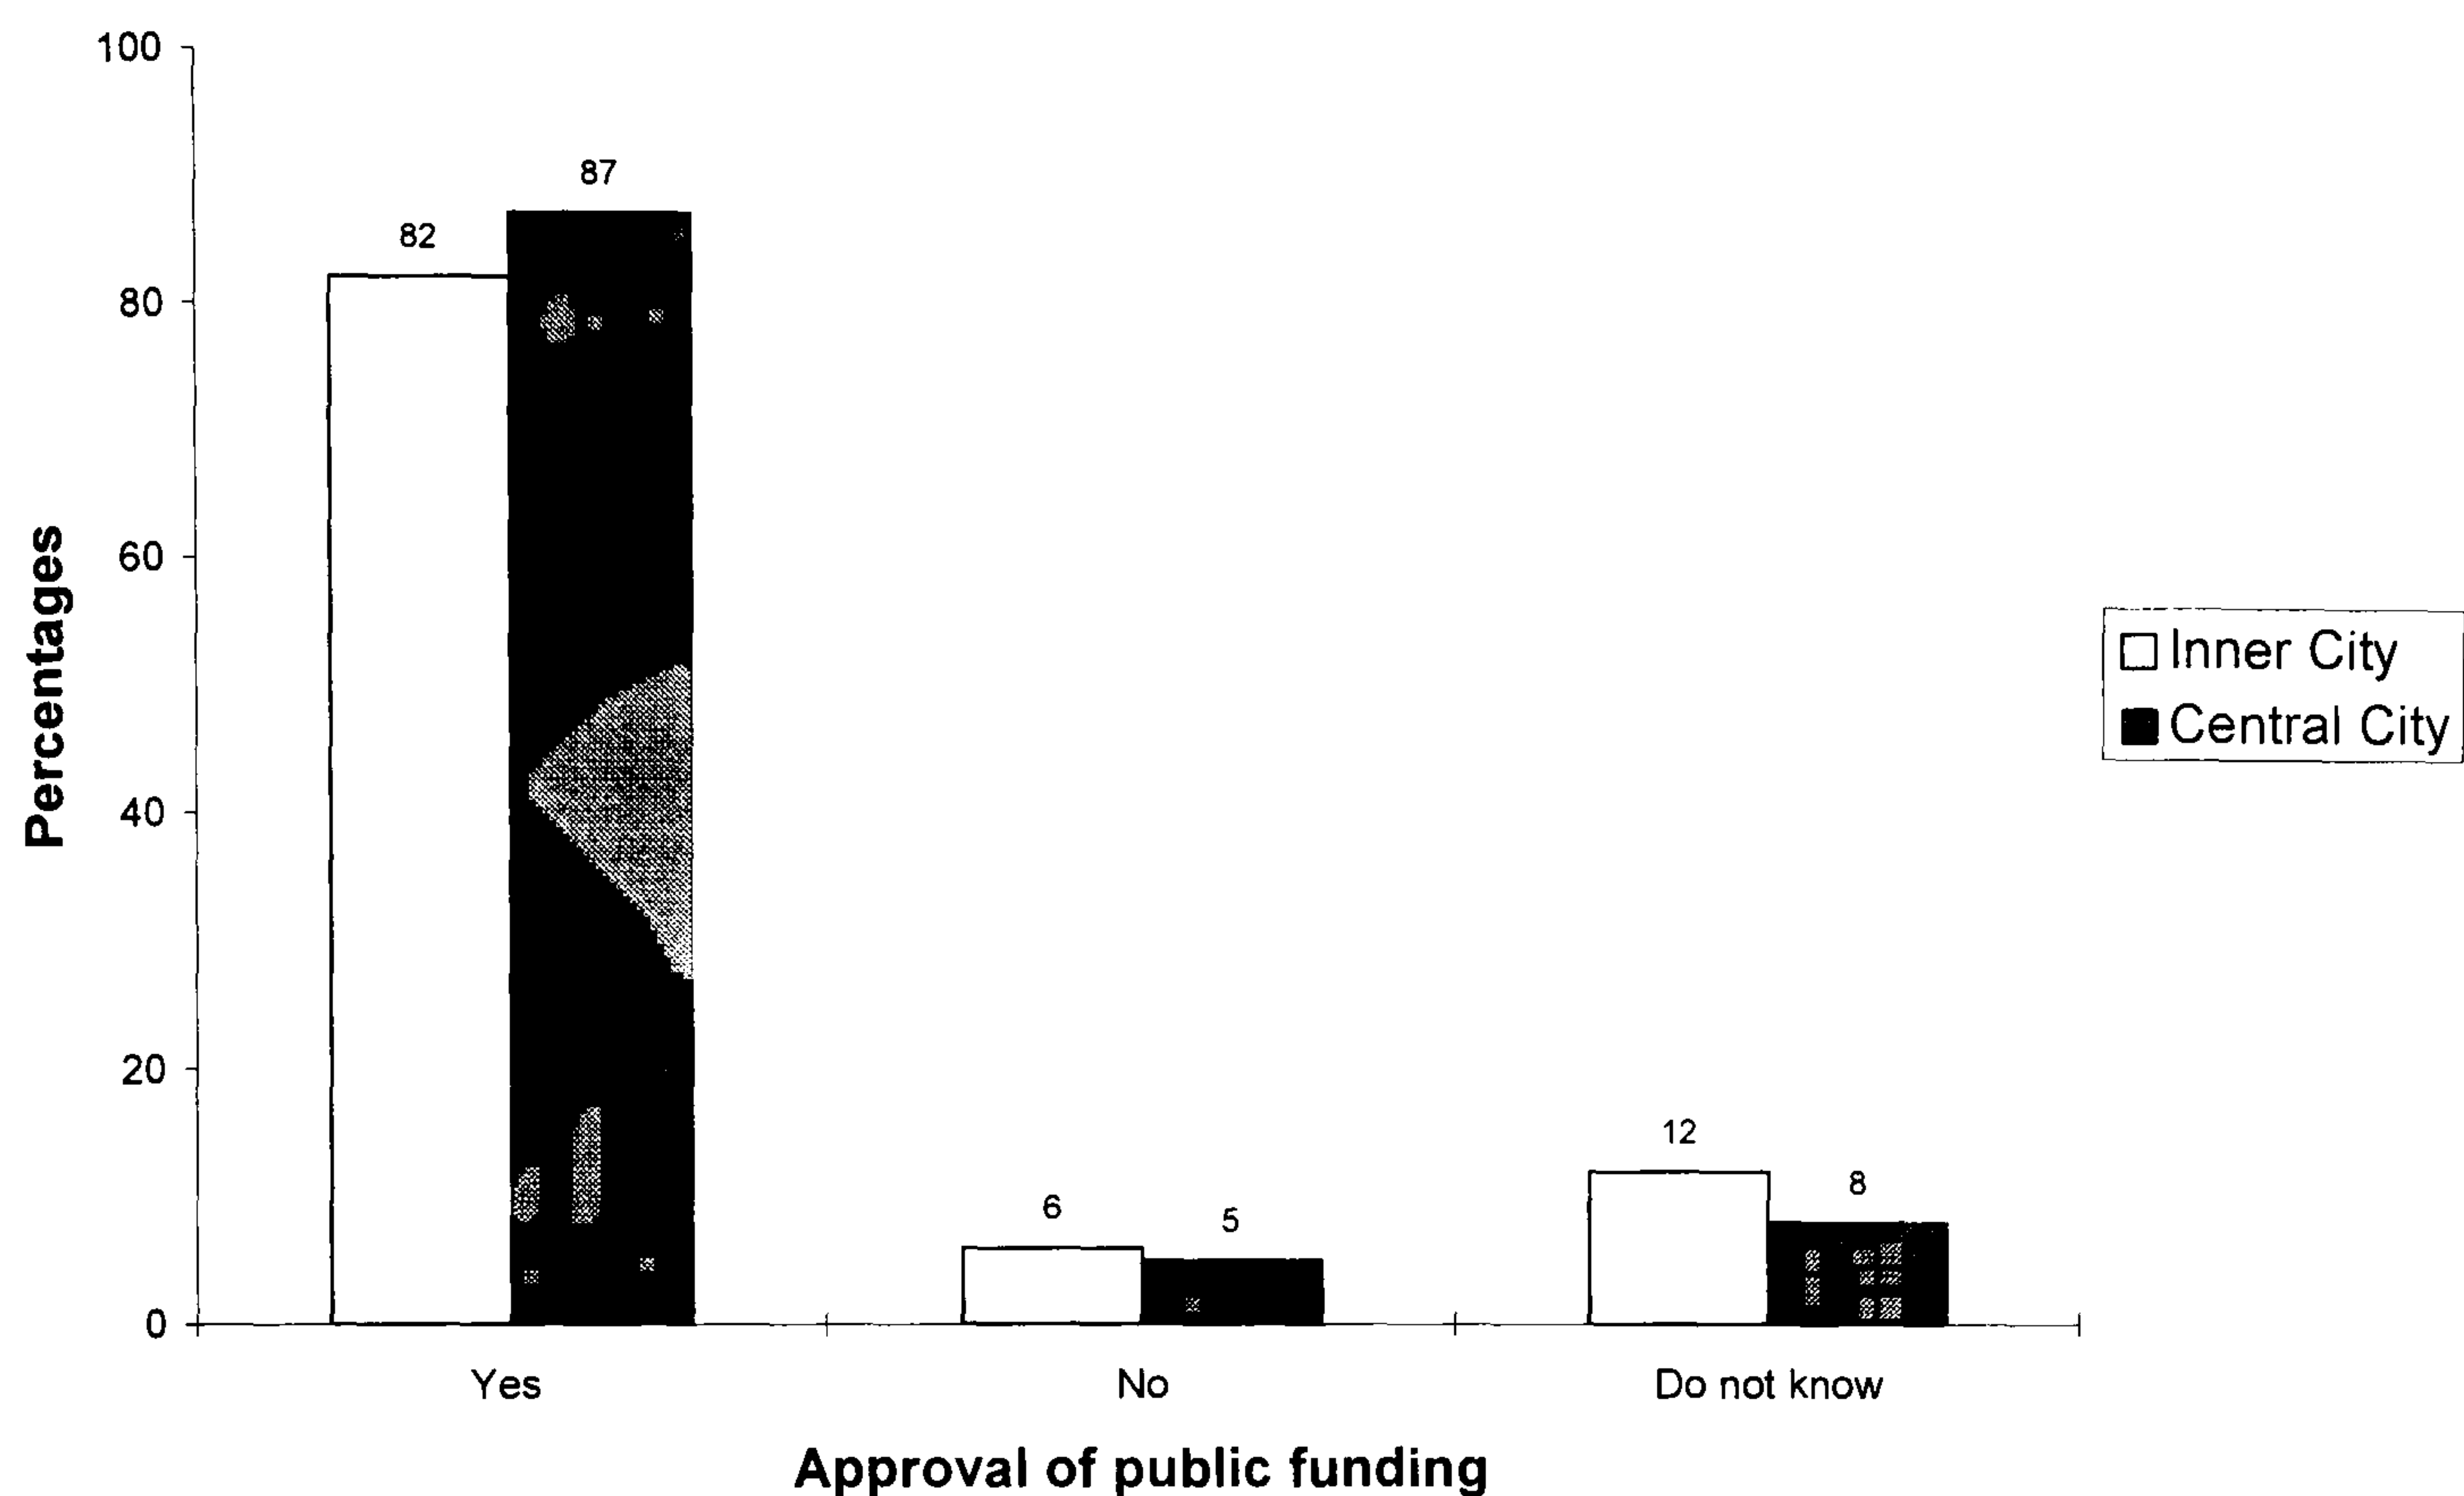 100
80
60
40
20
0
Percentages
82
87
6
5
12
8
Yes
No
Do not know
Approval of public funding
Inner City
Central City